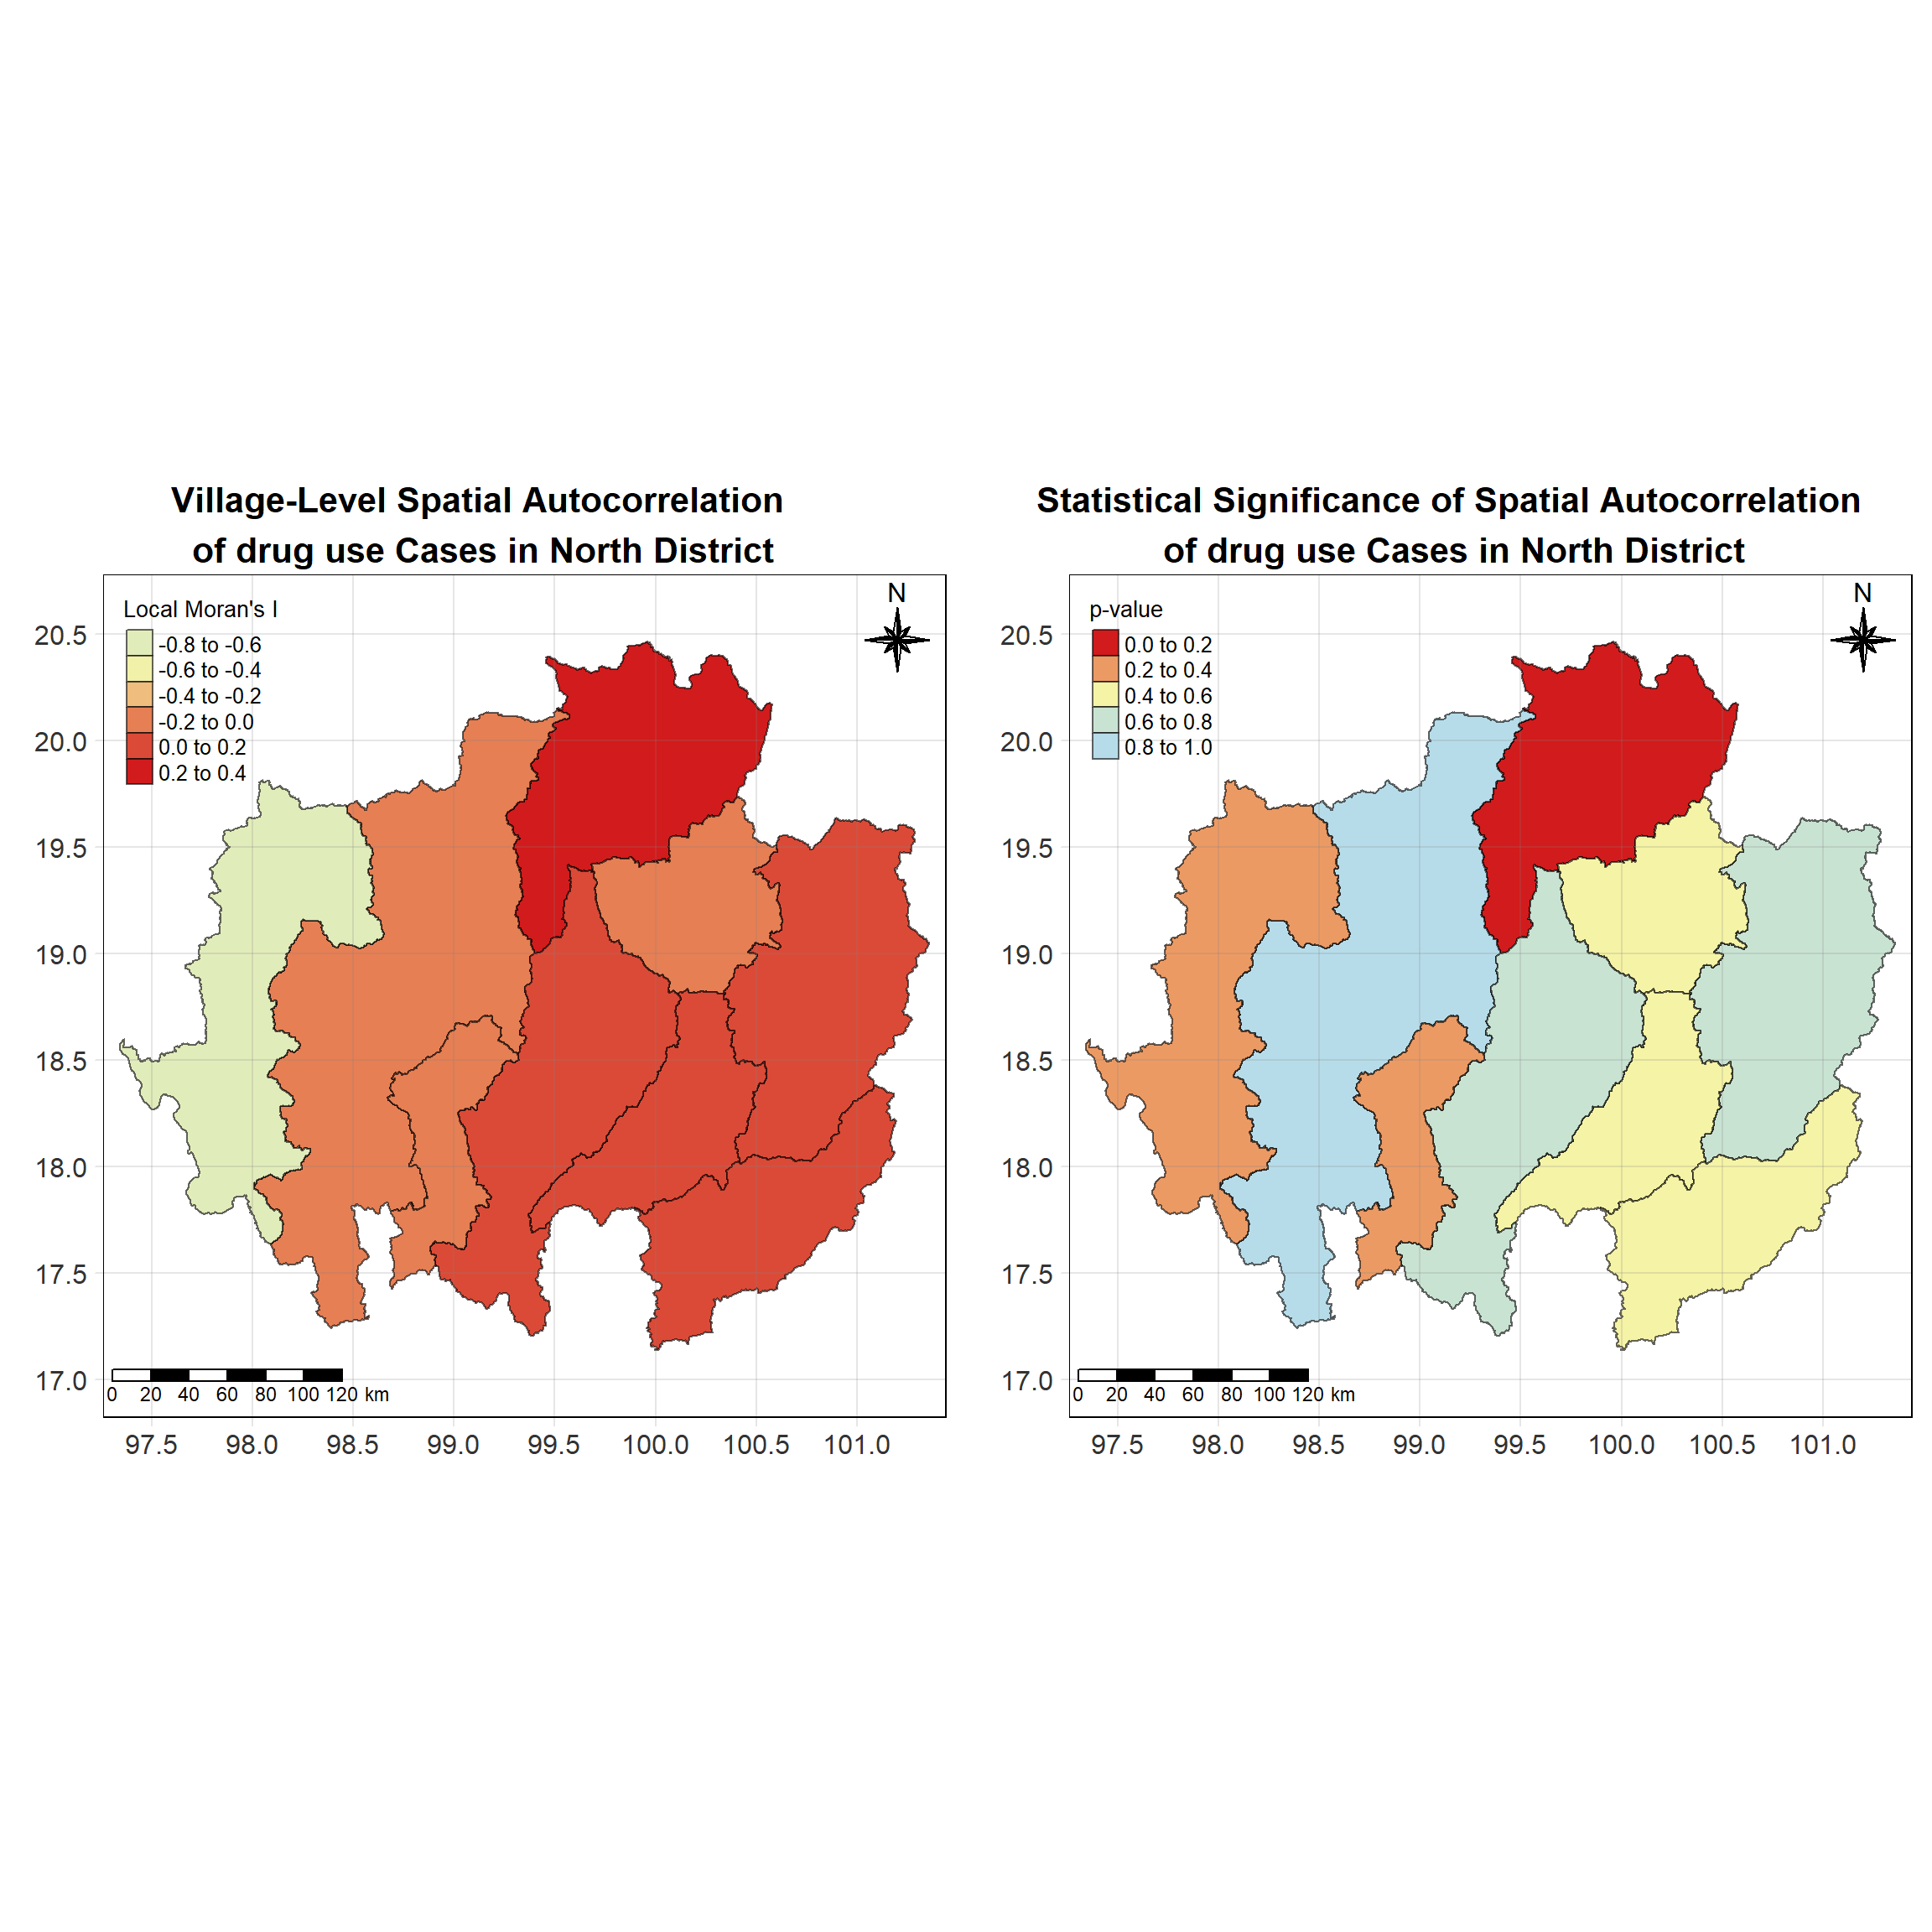 Village-Level Spatial Autocorrelation
of drug use Cases in North District
Local Moran's I
-0.8 to -0.6
-0.6 to -0.4
-0.4 to -0.2
-0.2 to 0.0
0.0 to 0.2
0.2 to 0.4
N
20.5
20.0
19.5
19.0
18.5
18.0
17.5
17.0
0 20 40 60 80 100 120 km
97.5 98.0 98.5 99.0 99.5 100.0 100.5 101.0
Statistical Significance of Spatial Autocorrelation
of drug use Cases in North District
p-value
0.0 to 0.2
0.2 to 0.4
0.4 to 0.6
0.6 to 0.8
0.8 to 1.0
N
20.5
20.0
19.5
19.0
18.5
18.0
17.5
17.0
0 20 40 60 80 100 120 km
97.5 98.0 98.5 99.0 99.5 100.0 100.5 101.0